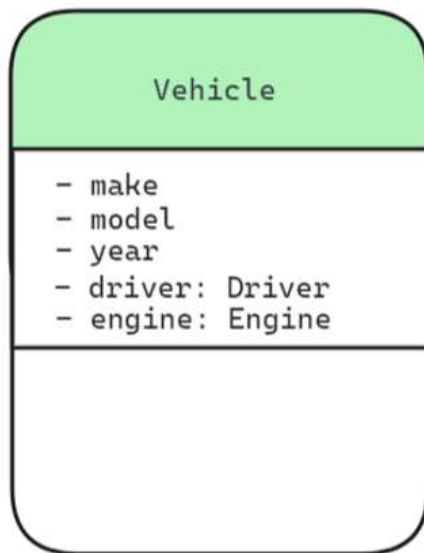 Vehicle
- make
- model
- year
- driver: Driver
- engine: Engine